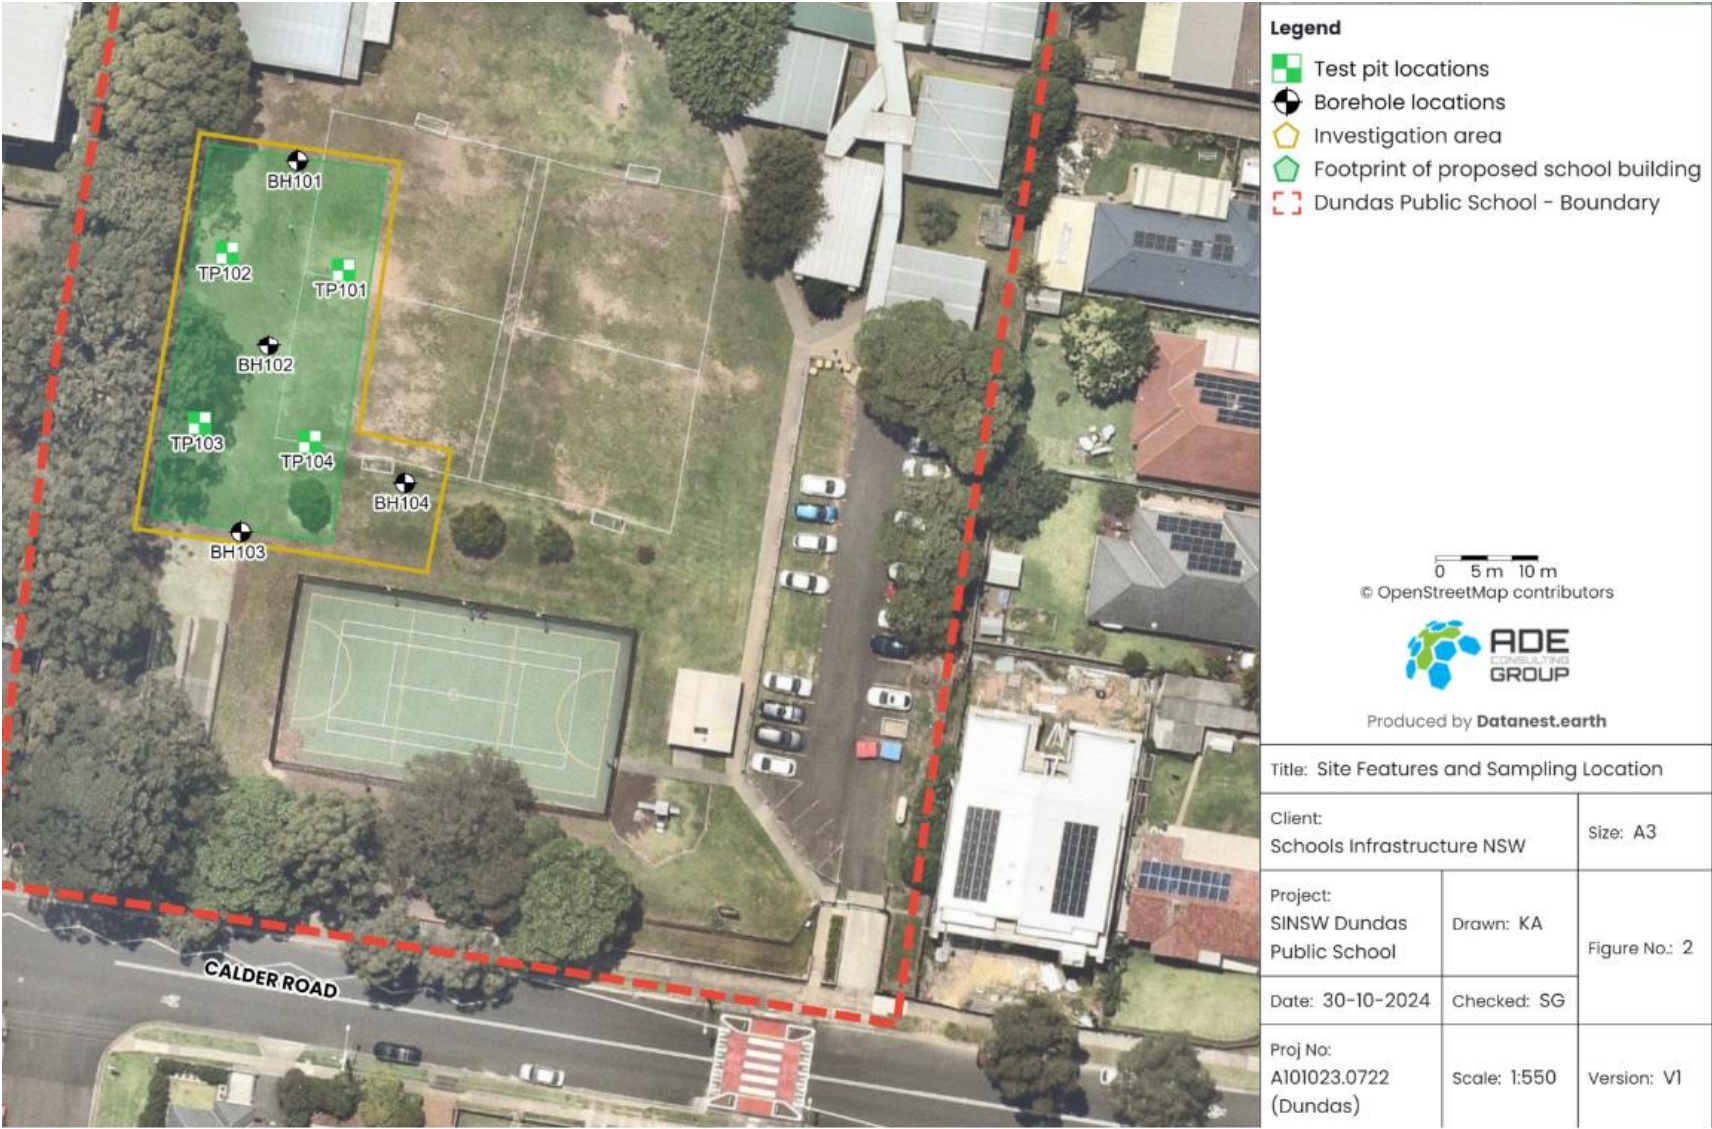 BH101
TP102
TP101
BH102
TP103
TP104
BH104
BH103
CALDER ROAD
Legend
Test pit locations
Borehole locations
Investigation area
Footprint of proposed school building
Dundas Public School - Boundary
0 5 m 10 m
© OpenStreetMap contributors
ADE
CONSULTING
GROUP
Produced by Datanest.earth
Title: Site Features and Sampling Location
Client:
Schools Infrastructure NSW
Size: A3
Project:
SINSW Dundas
Public School
Drawn: KA
Figure No.: 2
Date: 30-10-2024
Checked: SG
Proj No:
A101023.0722
(Dundas)
Scale: 1:550
Version: V1